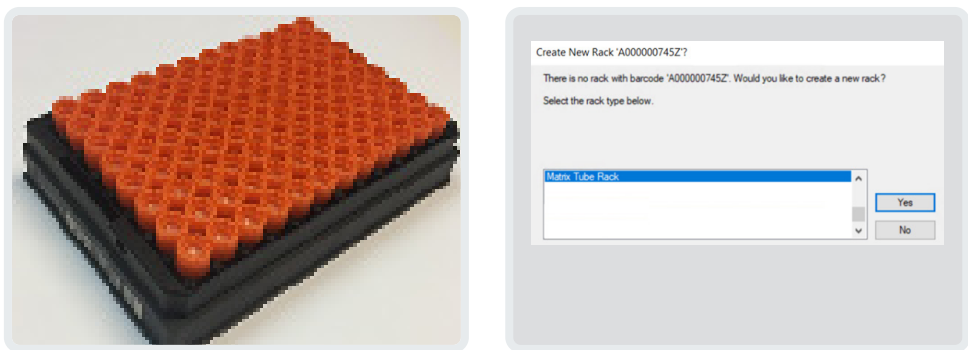 Create New Rack 'A000000745Z'?
There is no rack with barcode 'A000000745Z'. Would you like to create a new rack?
Select the rack type below.
Matrix Tube Rack
Yes
No